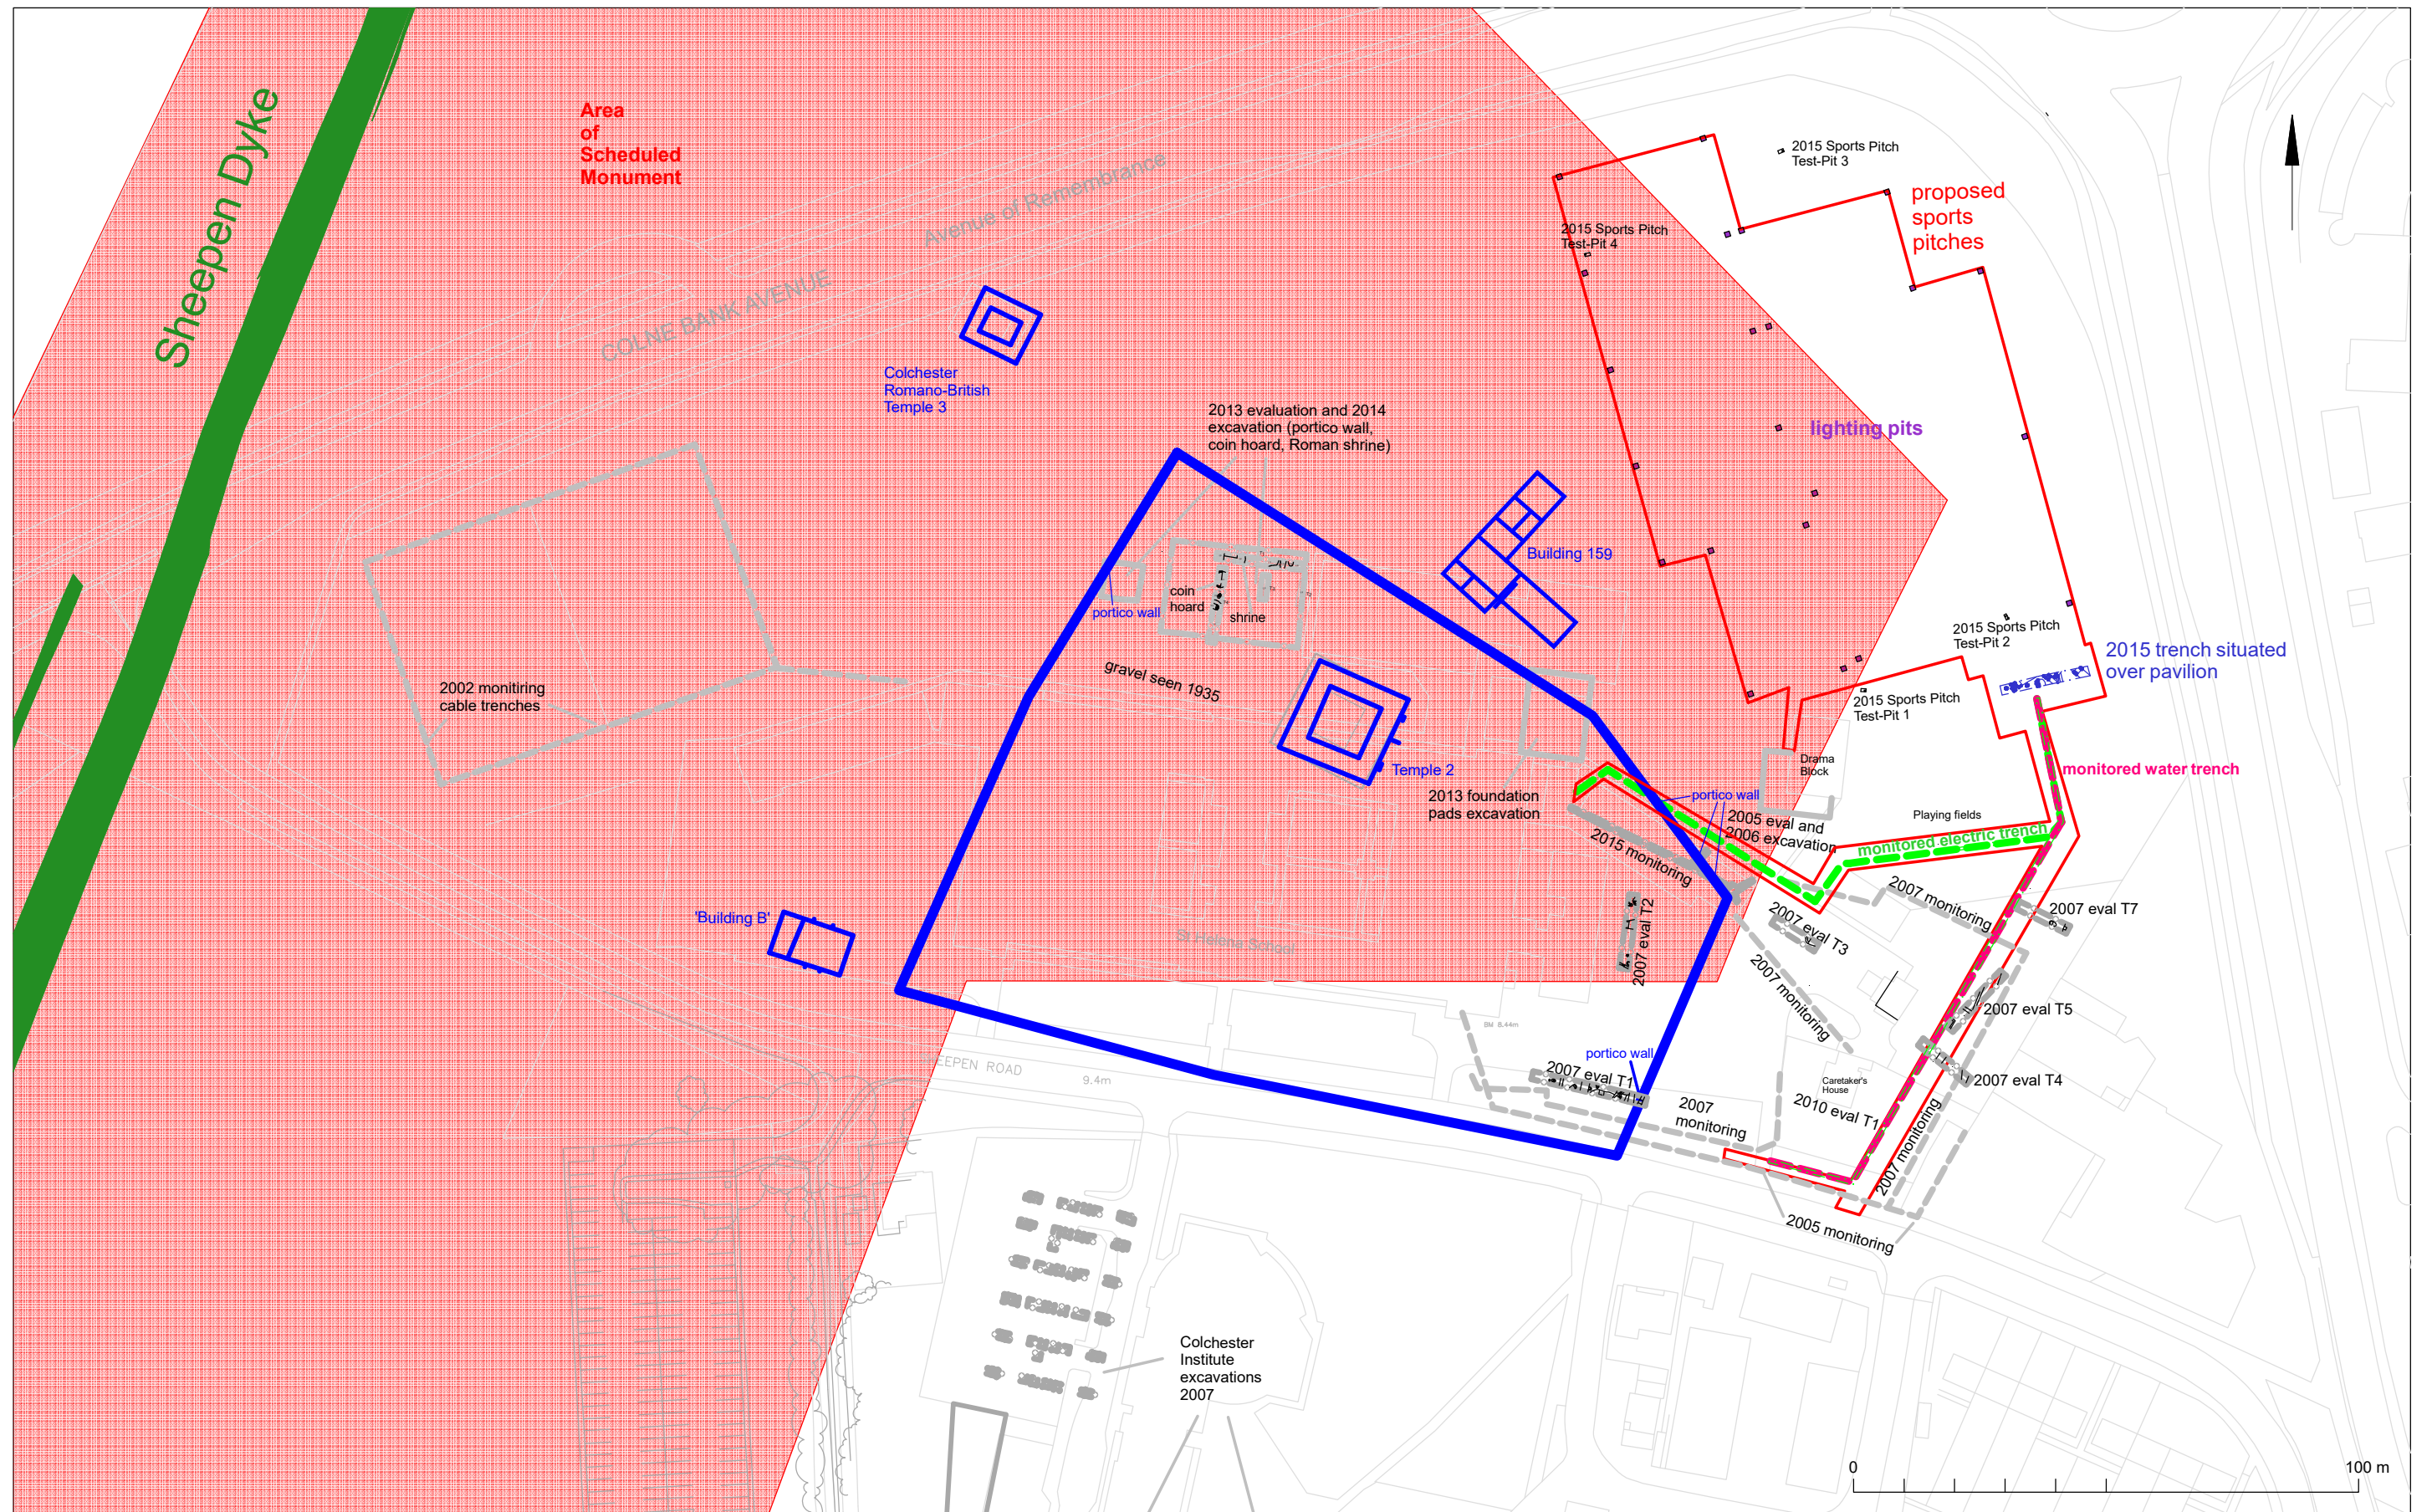 Sheepen Dyke
Area
of
Scheduled
Monument
Avenue of Remembrance
COLNE BANK AVENUE
2015 Sports Pitch
Test-Pit 3
proposed
sports
pitches
2015 Sports Pitch
Test-Pit 4
Colchester
Romano-British
Temple 3
2013 evaluation and 2014
excavation (portico wall,
coin hoard, Roman shrine)
lighting pits
Building 159
coin
hoard
shrine
portico wall
gravel seen 1935
2002 monitiring
cable trenches
2015 Sports Pitch
Test-Pit 2
2015 trench situated
over pavilion
2015 Sports Pitch
Test-Pit 1
Temple 2
Drama
Block
monitored water trench
2013 foundation
pads excavation
portico wall
2005 eval and
2006 excavation
Playing fields
monitored electric trench
2015 monitoring
2007 monitoring
2007 eval T2
2007 eval T3
2007 eval T7
'Building B'
St Helena School
2007 monitoring
2007 eval T5
BM 8.44m
portico wall
EEPEN ROAD
9.4m
2007 eval T1
Caretaker's
House
2007 eval T4
2007
monitoring
2010 eval T1
2007 monitoring
2005 monitoring
Colchester
Institute
excavations
2007
0
100 m